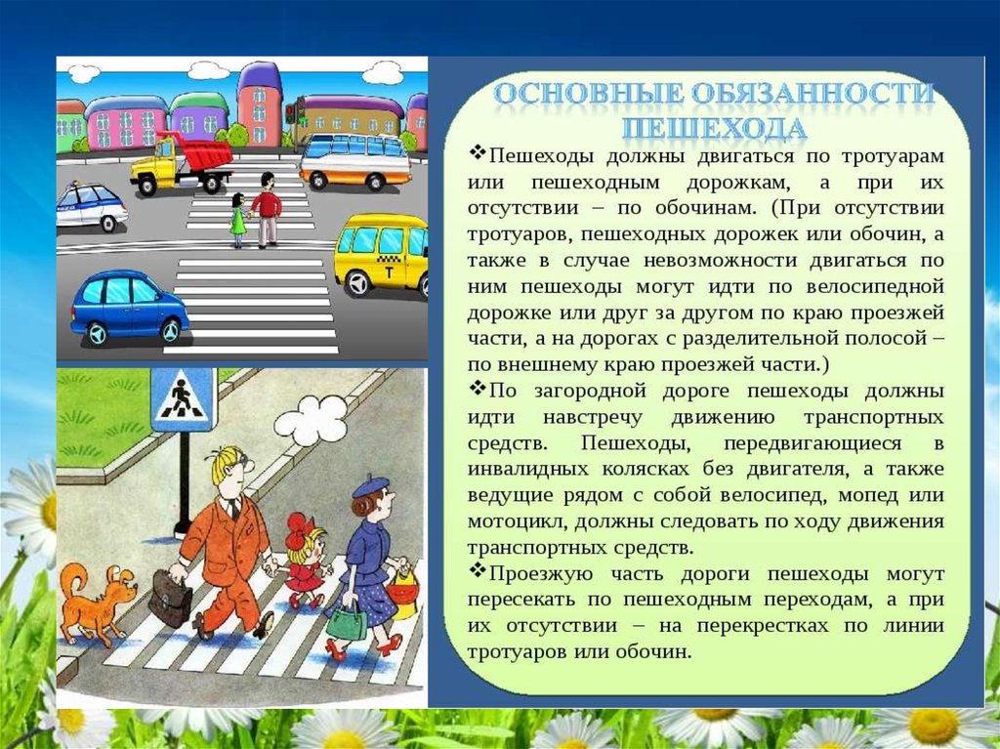 ОСНОВНЫЕ ОБЯЗАННОСТИ
ПЕШЕХОДА
❖Пешеходы должны двигаться по тротуарам
или пешеходным дорожкам, а при их
отсутствии – по обочинам. (При отсутствии
тротуаров, пешеходных дорожек или обочин, а
также в случае невозможности двигаться по
ним пешеходы могут идти по велосипедной
дорожке или друг за другом по краю проезжей
части, а на дорогах с разделительной полосой –
по внешнему краю проезжей части.)
❖По загородной дороге пешеходы должны
идти навстречу движению транспортных
средств. Пешеходы, передвигающиеся в
инвалидных колясках без двигателя, а также
ведущие рядом с собой велосипед, мопед или
мотоцикл, должны следовать по ходу движения
транспортных средств.
❖Проезжую часть дороги пешеходы могут
пересекать по пешеходным переходам, а при
их отсутствии – на перекрестках по линии
тротуаров или обочин.
Т